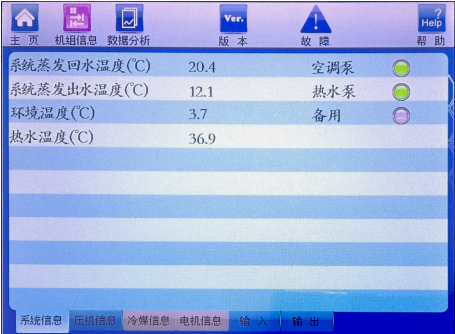 Ver.
?
Help
主 页 机组信息 数据分析 版 本 故 障 帮 助
系统蒸发回水温度(℃) 20.4 空调泵
系统蒸发出水温度(℃) 12.1 热水泵
环境温度(℃) 3.7 备用
热水温度(℃) 36.9
系统信息 压机信息 冷媒信息 电机信息 输 入 输 出